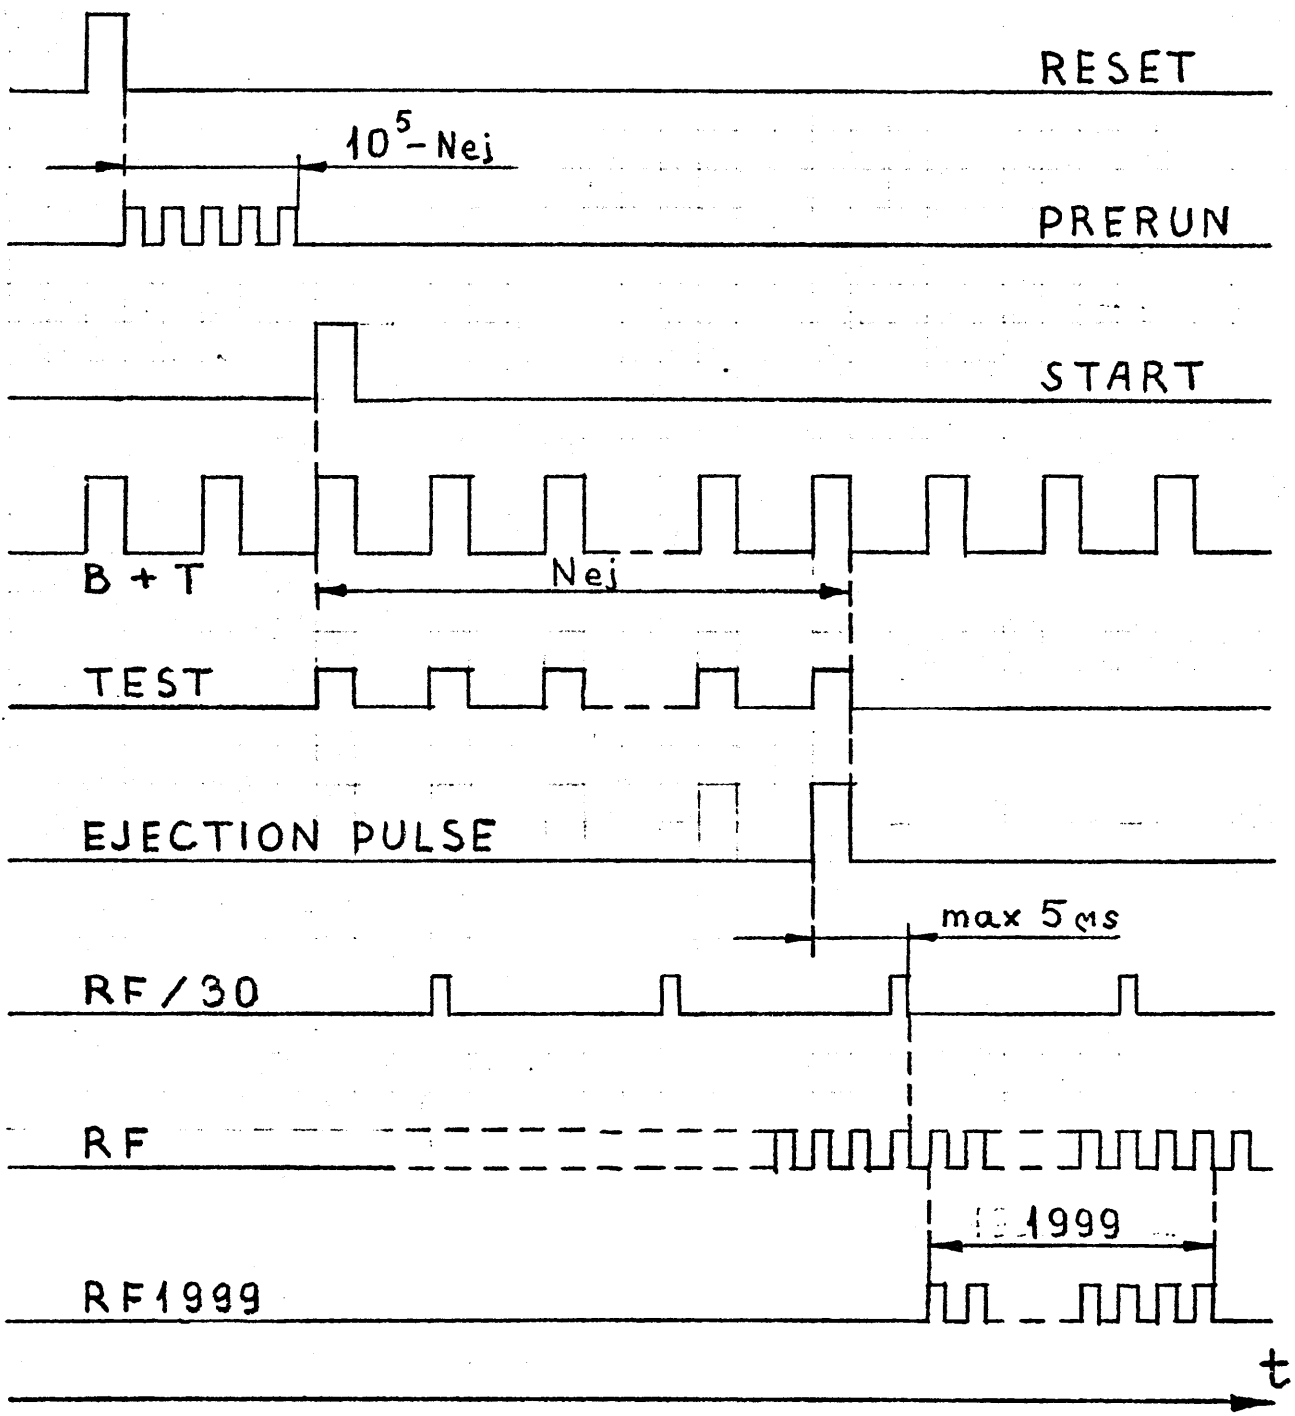 RESET
10⁵-Nej
PRERUN
START
B + T
Nej
TEST
EJECTION PULSE
max 5 ms
RF/30
RF
1999
RF1999
t